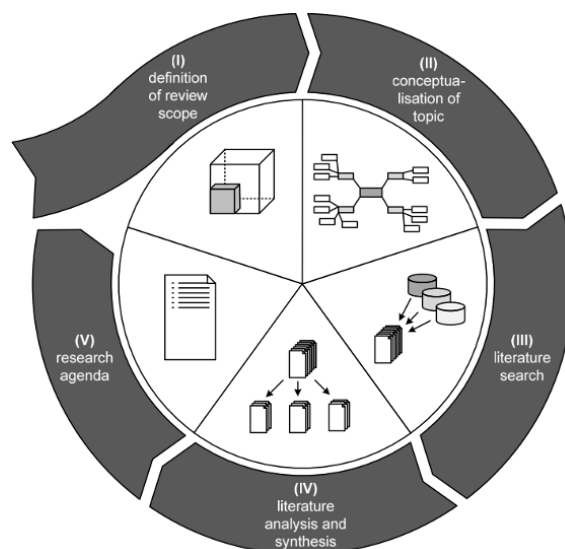 (I)
definition
of review
scope
(II)
conceptua-
lisation of
topic
(III)
literature
search
(IV)
literature
analysis and
synthesis
(V)
research
agenda